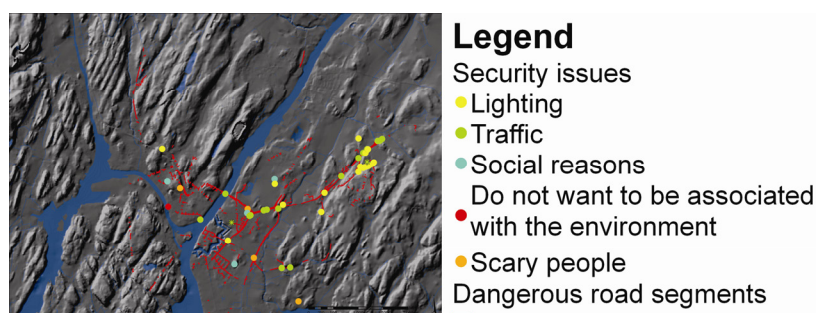 Legend
Security issues
Lighting
Traffic
Social reasons
Do not want to be associated
with the environment
Scary people
Dangerous road segments